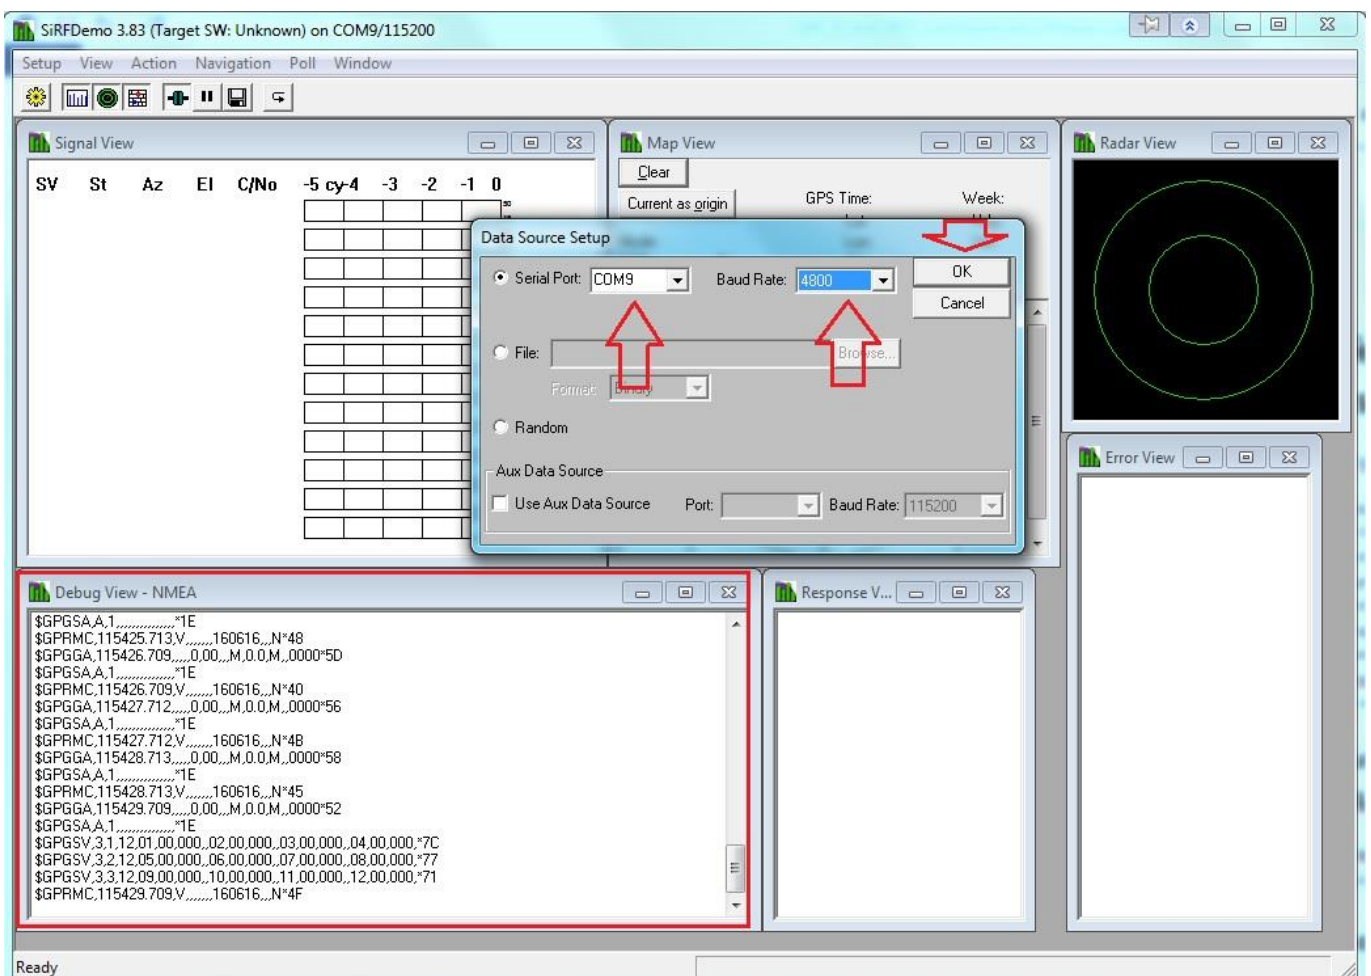 SiRFDemo 3.83 (Target SW: Unknown) on COM9/115200
Setup View Action Navigation Poll Window
Signal View
SV St Az El C/No -5 cy-4 -3 -2 -1 0
Map View
Clear
Current as origin
GPS Time: Week:
Radar View
Data Source Setup
Serial Port: COM9 Baud Rate: 4800 OK
Cancel
File: Browse...
Format: Binary
Random
Aux Data Source
Use Aux Data Source Port: Baud Rate: 115200
Error View
Debug View - NMEA
$GPGSA,A,1,,,,,,,,,,,,,,,*1E
$GPRMC,115425.713,V,,,,,,,160616,,,N*48
$GPGGA,115426.709,,,,,0,00,,,M,0.0,M,,0000*5D
$GPGSA,A,1,,,,,,,,,,,,,,,*1E
$GPRMC,115426.709,V,,,,,,,160616,,,N*40
$GPGGA,115427.712,,,,,0,00,,,M,0.0,M,,0000*56
$GPGSA,A,1,,,,,,,,,,,,,,,*1E
$GPRMC,115427.712,V,,,,,,,160616,,,N*4B
$GPGGA,115428.713,,,,,0,00,,,M,0.0,M,,0000*58
$GPGSA,A,1,,,,,,,,,,,,,,,*1E
$GPRMC,115428.713,V,,,,,,,160616,,,N*45
$GPGGA,115429.709,,,,,0,00,,,M,0.0,M,,0000*52
$GPGSA,A,1,,,,,,,,,,,,,,,*1E
$GPGSV,3,1,12,01,00,000,,02,00,000,,03,00,000,,04,00,000,*7C
$GPGSV,3,2,12,05,00,000,,06,00,000,,07,00,000,,08,00,000,*77
$GPGSV,3,3,12,09,00,000,,10,00,000,,11,00,000,,12,00,000,*71
$GPRMC,115429.709,V,,,,,,,160616,,,N*4F
Response V...
Ready